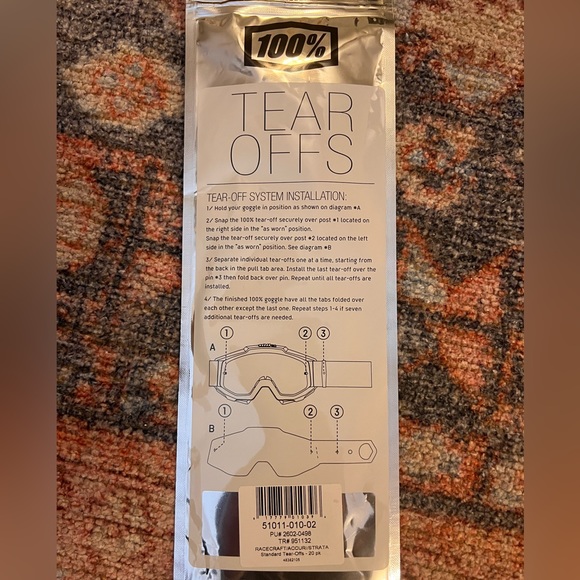 100%
TEAR
OFFS
TEAR-OFF SYSTEM INSTALLATION:
1/ Hold your goggle in position as shown on diagram *A
2/ Snap the 100% tear-off securely over post *1 located on
the right side in the "as worn" position.
Snap the tear-off securely over post *2 located on the left
side in the "as worn" position. See diagram *B
3/ Separate individual tear-offs one at a time, starting from
the back in the pull tab area. Install the last tear-off over the
pin *3 then fold back over pin. Repeat until all tear-offs are
installed.
4/ The finished 100% goggle have all the tabs folded over
each other except the last one. Repeat steps 1-4 if seven
additional tear-offs are needed.
1 2 3
A
1 2 3
B
51011-010-02
PU# 2602-0498
TR# 951132
RACECRAFT/ACCURI/STRATA
Standard Tear-Offs - 20 pk